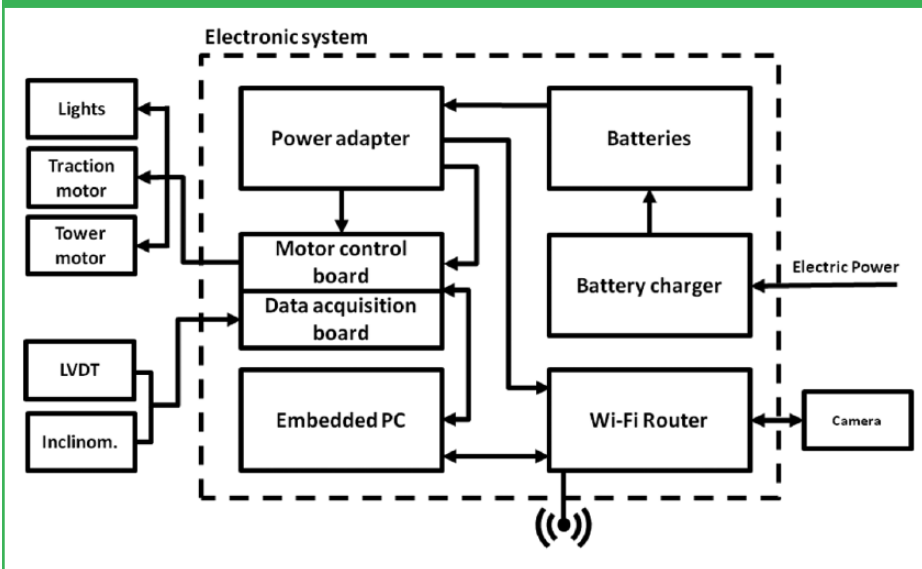 Electronic system
Lights
Traction
motor
Tower
motor
LVDT
Inclinom.
Power adapter
Motor control
board
Data acquisition
board
Embedded PC
Batteries
Battery charger
Wi-Fi Router
Electric Power
Camera